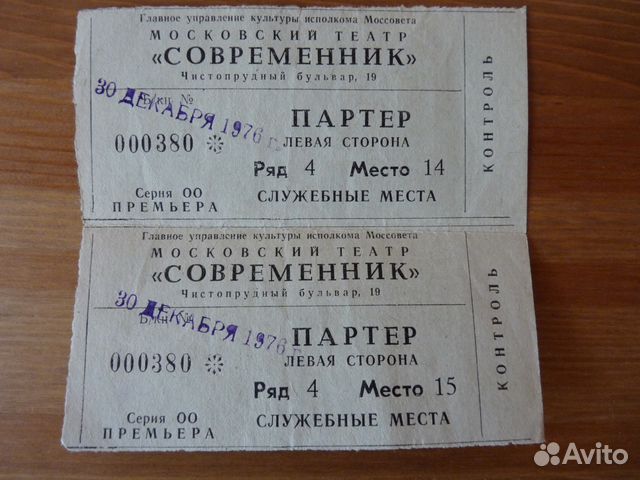 Главное управление культуры исполкома Моссовета
МОСКОВСКИЙ ТЕАТР
«СОВРЕМЕННИК»
Чистопрудный бульвар, 19
Б/кн №
30 ДЕКАБРЯ 1976 г.
ПАРТЕР
000380
ЛЕВАЯ СТОРОНА
Ряд 4 Место 14
Серия ОО
СЛУЖЕБНЫЕ МЕСТА
ПРЕМЬЕРА
КОНТРОЛЬ
Главное управление культуры исполкома Моссовета
МОСКОВСКИЙ ТЕАТР
«СОВРЕМЕННИК»
Чистопрудный бульвар, 19
Б/кн №
30 ДЕКАБРЯ 1976 г.
ПАРТЕР
000380
ЛЕВАЯ СТОРОНА
Ряд 4 Место 15
Серия ОО
СЛУЖЕБНЫЕ МЕСТА
ПРЕМЬЕРА
КОНТРОЛЬ
Avito